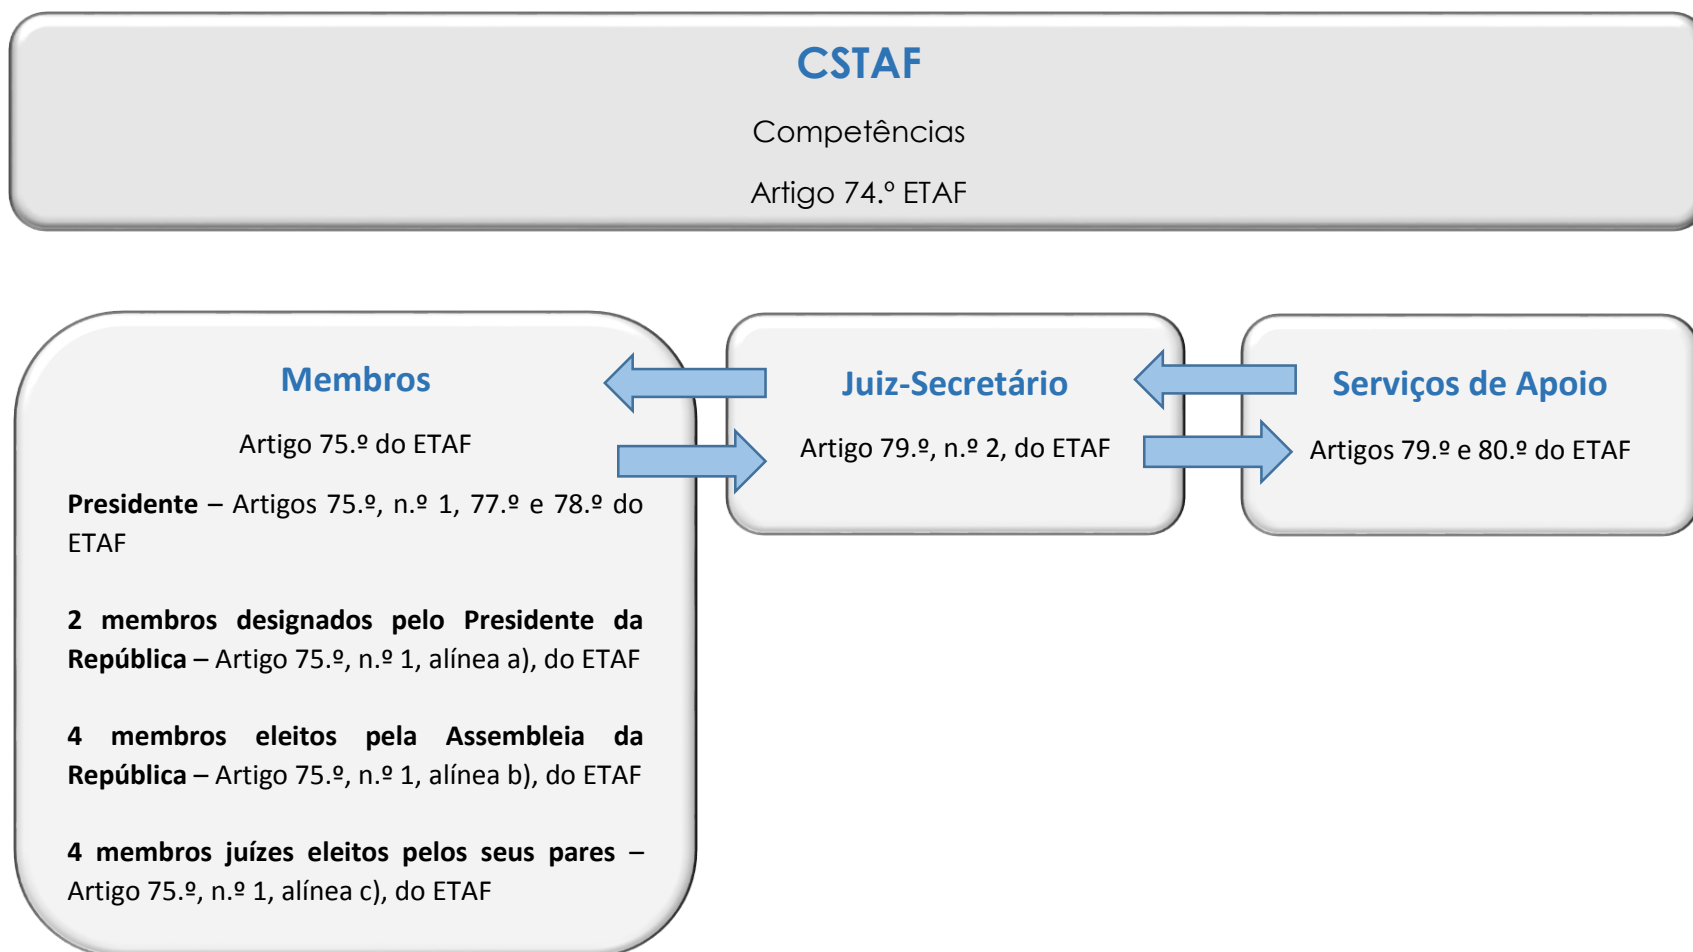 CSTAF
Competências
Artigo 74.º ETAF
Membros
Artigo 75.º do ETAF
Presidente – Artigos 75.º, n.º 1, 77.º e 78.º do
ETAF
2 membros designados pelo Presidente da
República – Artigo 75.º, n.º 1, alínea a), do ETAF
4 membros eleitos pela Assembleia da
República – Artigo 75.º, n.º 1, alínea b), do ETAF
4 membros juízes eleitos pelos seus pares –
Artigo 75.º, n.º 1, alínea c), do ETAF
Juiz-Secretário
Artigo 79.º, n.º 2, do ETAF
Serviços de Apoio
Artigos 79.º e 80.º do ETAF